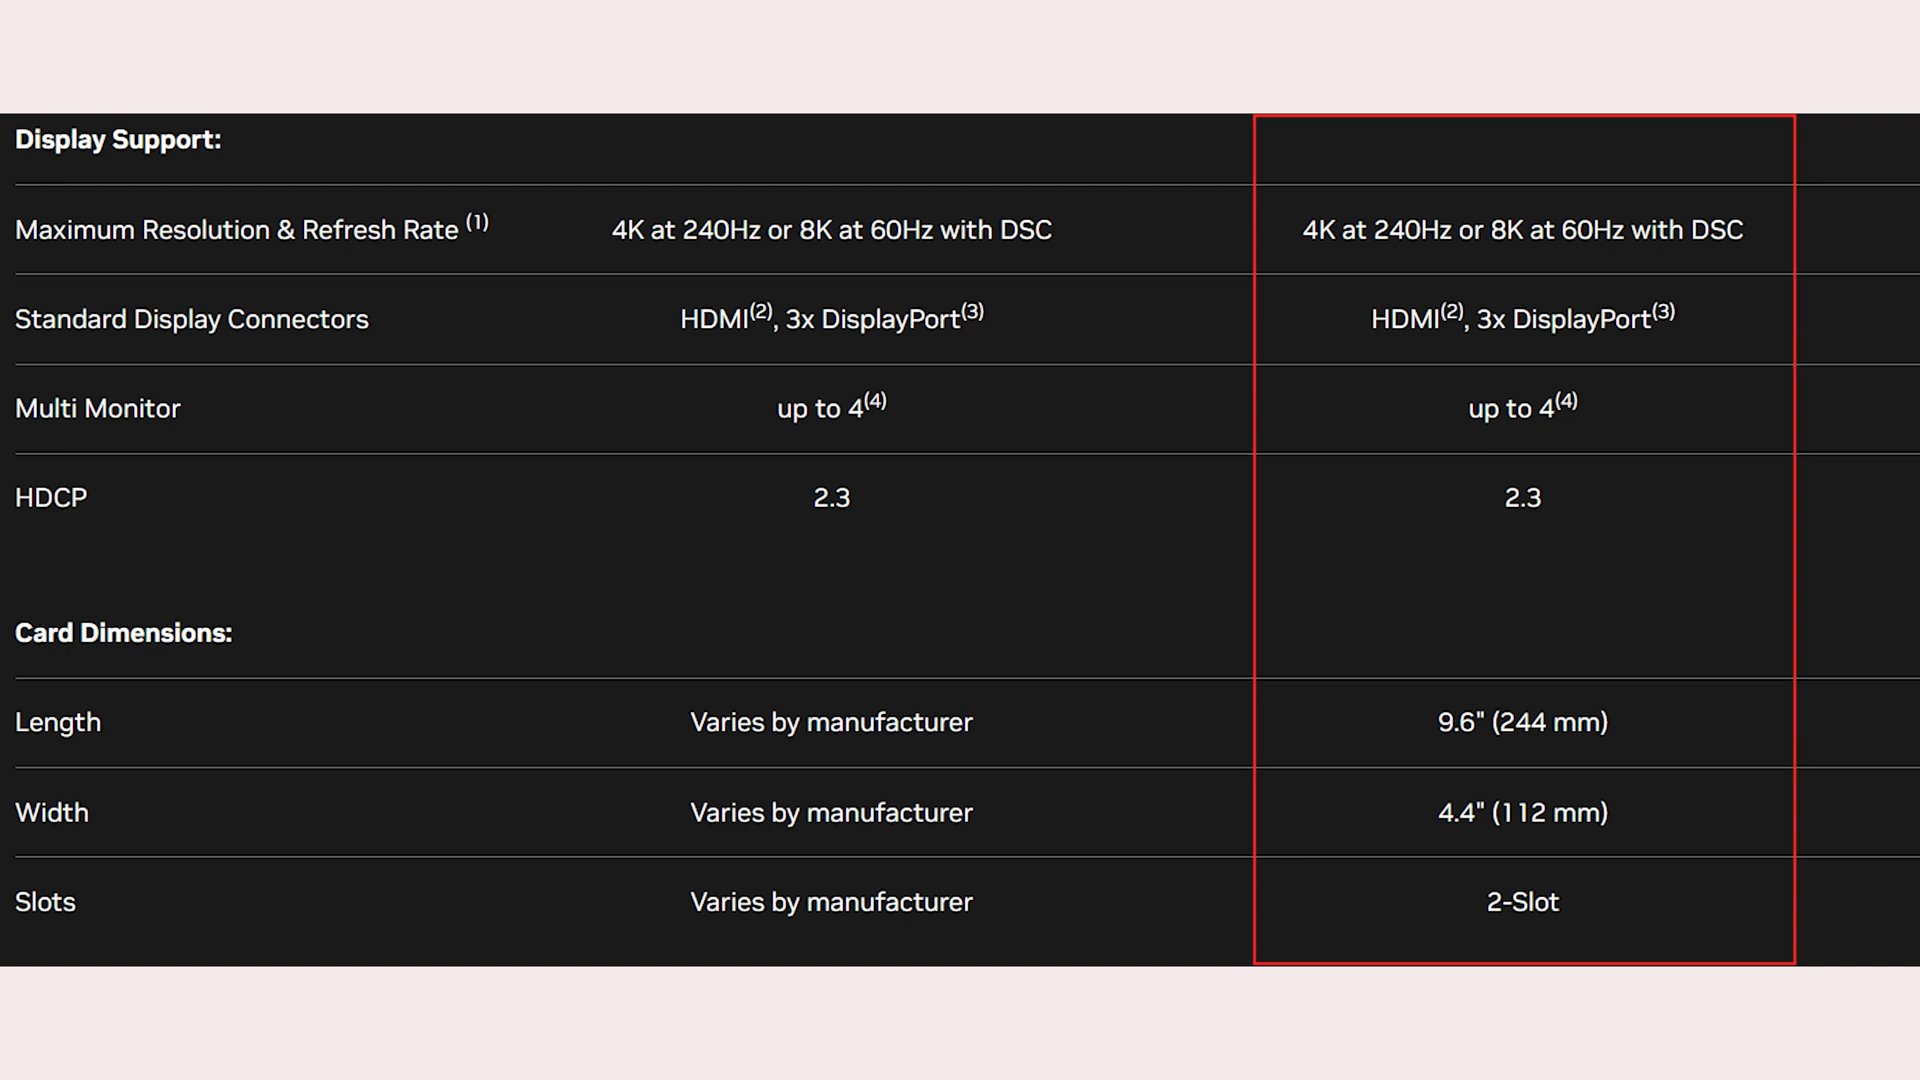 Display Support:
Maximum Resolution & Refresh Rate (1) 4K at 240Hz or 8K at 60Hz with DSC 4K at 240Hz or 8K at 60Hz with DSC
Standard Display Connectors HDMI(2), 3x DisplayPort(3) HDMI(2), 3x DisplayPort(3)
Multi Monitor up to 4(4) up to 4(4)
HDCP 2.3 2.3
Card Dimensions:
Length Varies by manufacturer 9.6" (244 mm)
Width Varies by manufacturer 4.4" (112 mm)
Slots Varies by manufacturer 2-Slot